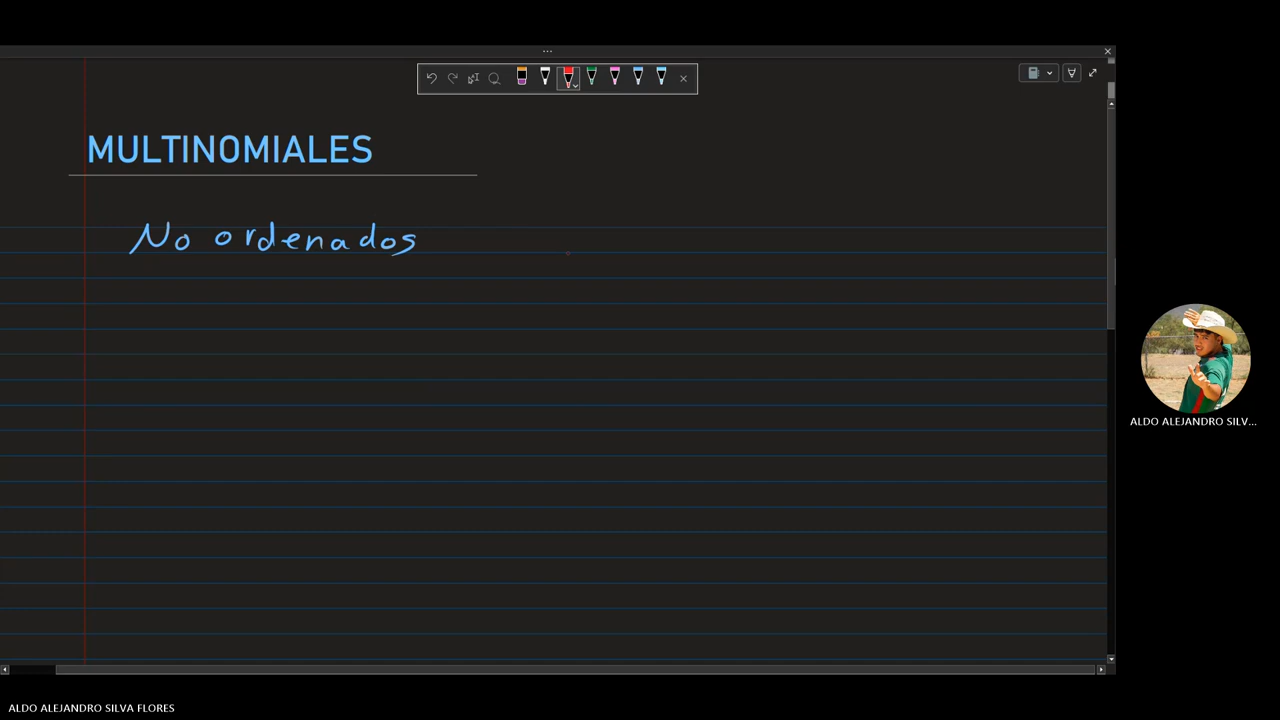 MULTINOMIALES
No ordenados
ALDO ALEJANDRO SILV...
ALDO ALEJANDRO SILVA FLORES